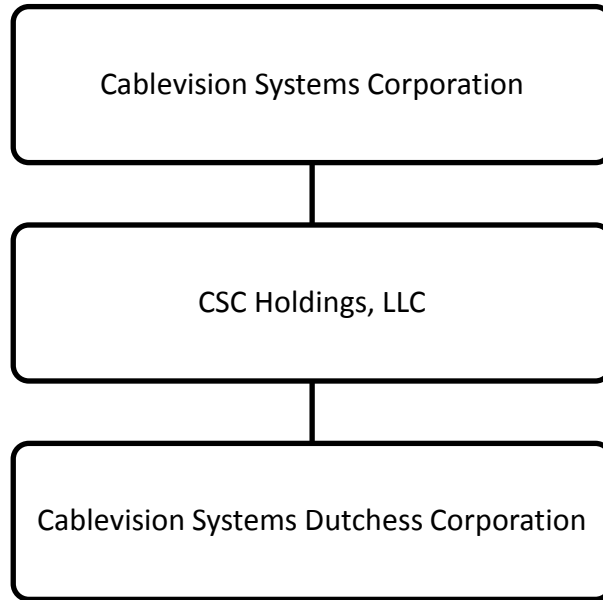 Cablevision Systems Corporation
CSC Holdings, LLC
Cablevision Systems Dutchess Corporation